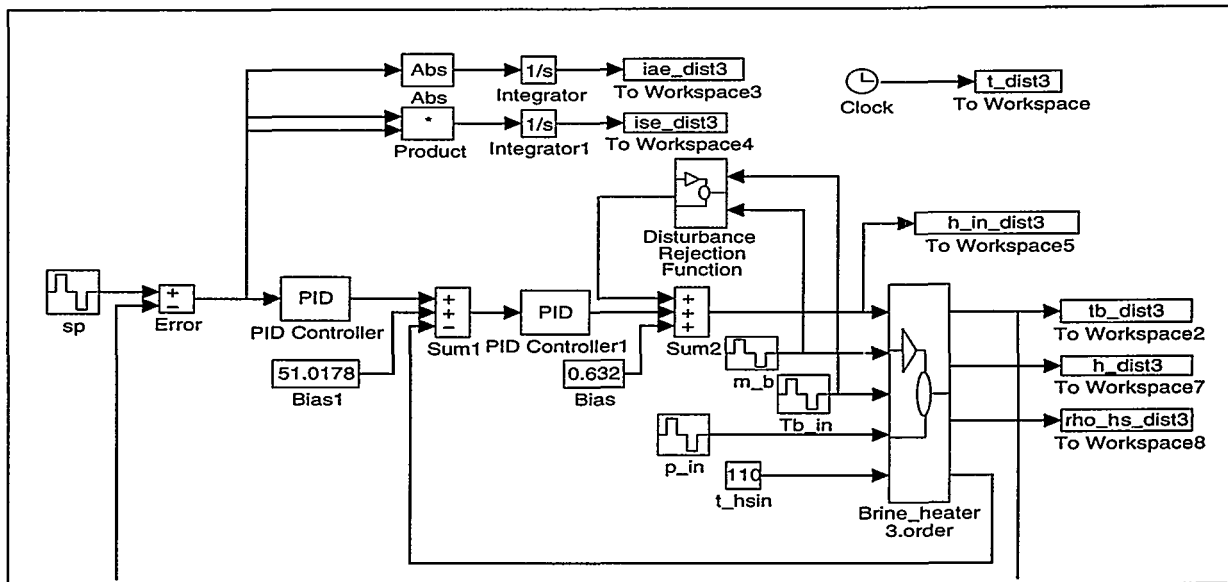 Abs
Abs
1/s
Integrator
iae_dist3
To Workspace3
Clock
t_dist3
To Workspace
*
Product
1/s
Integrator1
ise_dist3
To Workspace4
Disturbance
Rejection
Function
h_in_dist3
To Workspace5
sp
+
−
Error
PID
PID Controller
+
+
−
Sum1
PID
PID Controller1
+
+
+
Sum2
51.0178
Bias1
0.632
Bias
m_b
Tb_in
p_in
110
t_hsin
Brine_heater
3.order
tb_dist3
To Workspace2
h_dist3
To Workspace7
rho_hs_dist3
To Workspace8